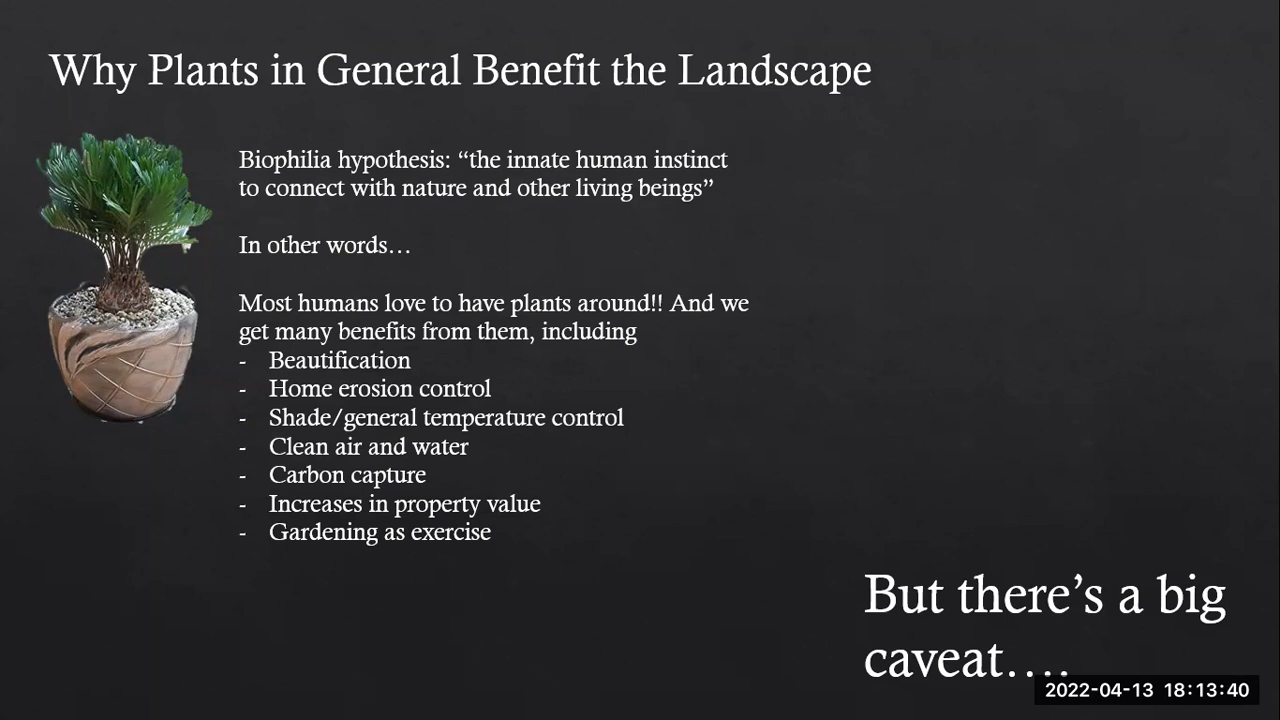 Why Plants in General Benefit the Landscape
Biophilia hypothesis: “the innate human instinct
to connect with nature and other living beings”
In other words…
Most humans love to have plants around!! And we
get many benefits from them, including
- Beautification
- Home erosion control
- Shade/general temperature control
- Clean air and water
- Carbon capture
- Increases in property value
- Gardening as exercise
But there’s a big
caveat….
2022-04-13 18:13:40